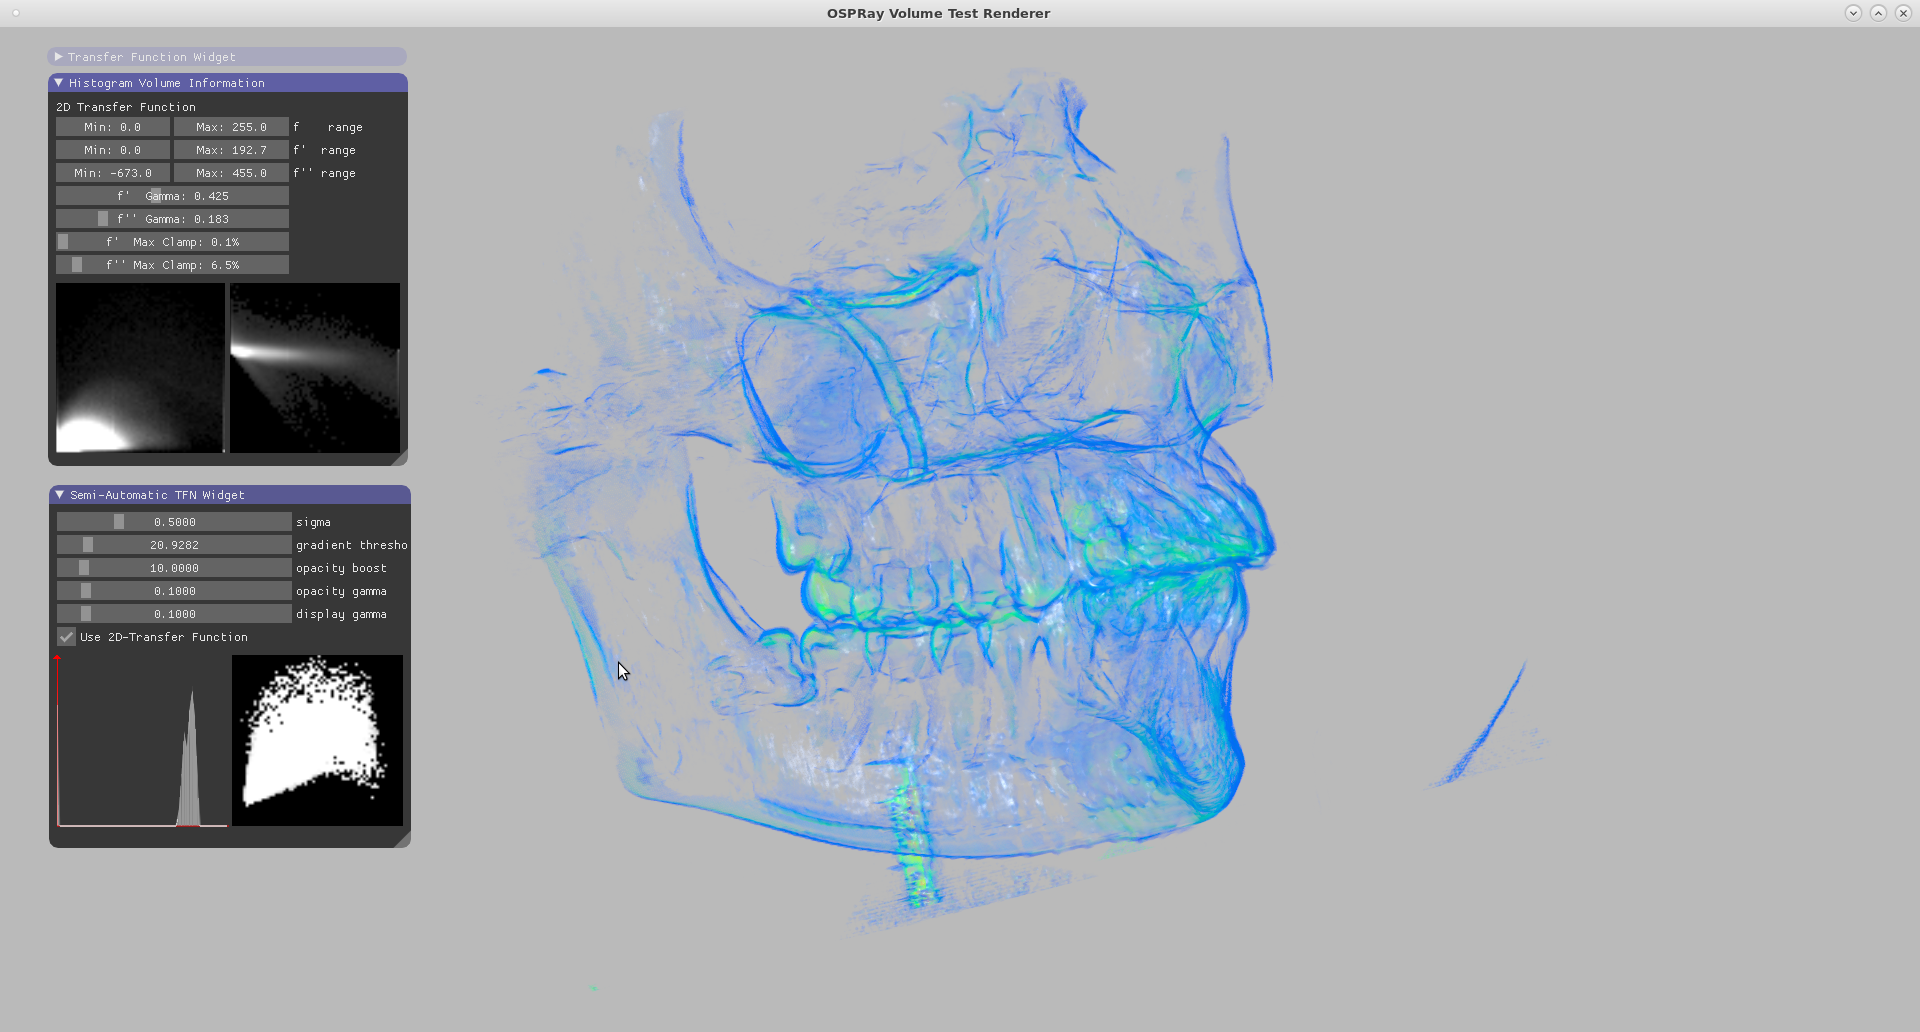 OSPRay Volume Test Renderer
Transfer Function Widget
Histogram Volume Information
2D Transfer Function
Min: 0.0 Max: 255.0 f range
Min: 0.0 Max: 192.7 f' range
Min: -673.0 Max: 455.0 f'' range
f' Gamma: 0.425
f'' Gamma: 0.183
f' Max Clamp: 0.1%
f'' Max Clamp: 6.5%
Semi-Automatic TFN Widget
0.5000 sigma
20.9282 gradient thresho
10.0000 opacity boost
0.1000 opacity gamma
0.1000 display gamma
Use 2D-Transfer Function